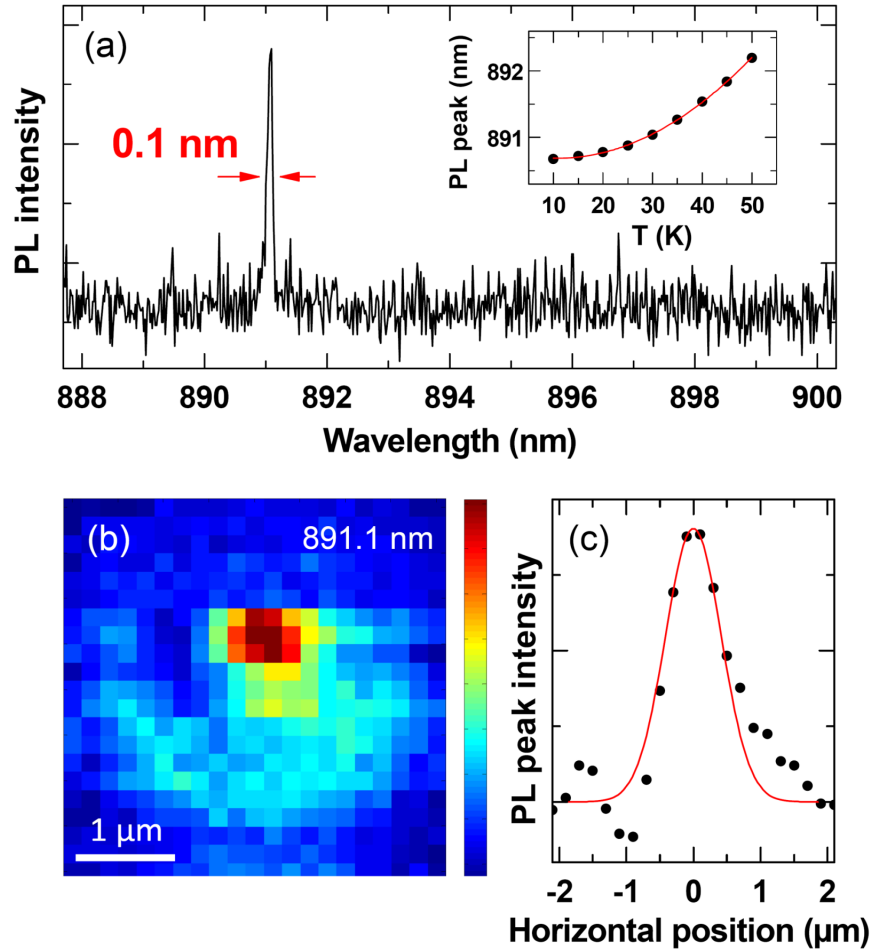 (a)
0.1 nm
PL intensity
888 890 892 894 896 898 900
Wavelength (nm)
PL peak (nm)
892
891
10 20 30 40 50
T (K)
(b)
891.1 nm
1 µm
(c)
PL peak intensity
-2 -1 0 1 2
Horizontal position (µm)